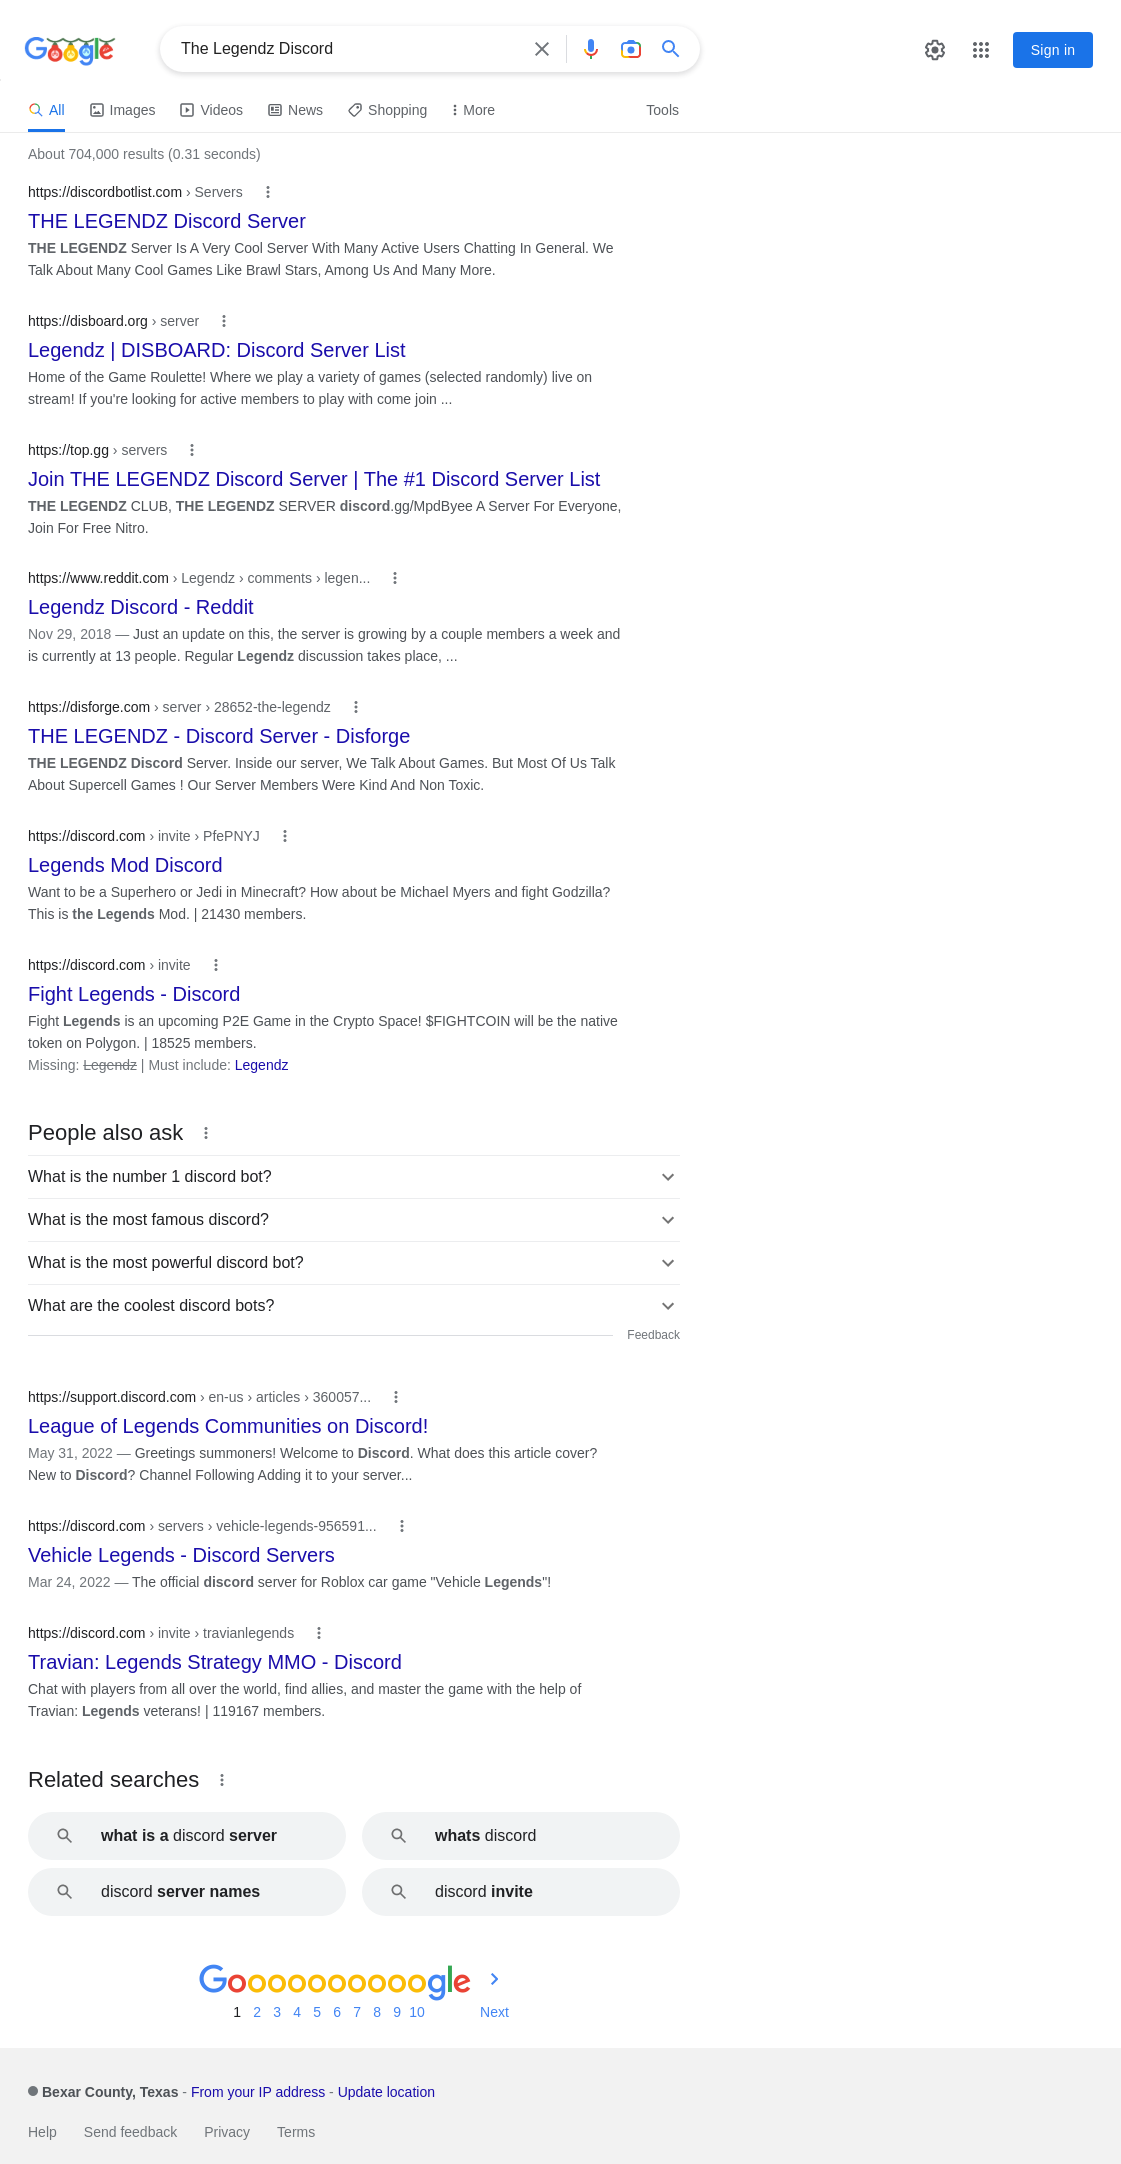 Google
The Legendz Discord
Sign in
All
Images
Videos
News
Shopping
More
Tools
About 704,000 results (0.31 seconds)
https://discordbotlist.com › Servers
THE LEGENDZ Discord Server
THE LEGENDZ Server Is A Very Cool Server With Many Active Users Chatting In General. We
Talk About Many Cool Games Like Brawl Stars, Among Us And Many More.
https://disboard.org › server
Legendz | DISBOARD: Discord Server List
Home of the Game Roulette! Where we play a variety of games (selected randomly) live on
stream! If you're looking for active members to play with come join ...
https://top.gg › servers
Join THE LEGENDZ Discord Server | The #1 Discord Server List
THE LEGENDZ CLUB, THE LEGENDZ SERVER discord.gg/MpdByee A Server For Everyone,
Join For Free Nitro.
https://www.reddit.com › Legendz › comments › legen...
Legendz Discord - Reddit
Nov 29, 2018 — Just an update on this, the server is growing by a couple members a week and
is currently at 13 people. Regular Legendz discussion takes place, ...
https://disforge.com › server › 28652-the-legendz
THE LEGENDZ - Discord Server - Disforge
THE LEGENDZ Discord Server. Inside our server, We Talk About Games. But Most Of Us Talk
About Supercell Games ! Our Server Members Were Kind And Non Toxic.
https://discord.com › invite › PfePNYJ
Legends Mod Discord
Want to be a Superhero or Jedi in Minecraft? How about be Michael Myers and fight Godzilla?
This is the Legends Mod. | 21430 members.
https://discord.com › invite
Fight Legends - Discord
Fight Legends is an upcoming P2E Game in the Crypto Space! $FIGHTCOIN will be the native
token on Polygon. | 18525 members.
Missing: Legendz | Must include: Legendz
People also ask
What is the number 1 discord bot?
What is the most famous discord?
What is the most powerful discord bot?
What are the coolest discord bots?
Feedback
https://support.discord.com › en-us › articles › 360057...
League of Legends Communities on Discord!
May 31, 2022 — Greetings summoners! Welcome to Discord. What does this article cover?
New to Discord? Channel Following Adding it to your server...
https://discord.com › servers › vehicle-legends-956591...
Vehicle Legends - Discord Servers
Mar 24, 2022 — The official discord server for Roblox car game "Vehicle Legends"!
https://discord.com › invite › travianlegends
Travian: Legends Strategy MMO - Discord
Chat with players from all over the world, find allies, and master the game with the help of
Travian: Legends veterans! | 119167 members.
Related searches
what is a discord server
whats discord
discord server names
discord invite
Goooooooooogle
1 2 3 4 5 6 7 8 9 10 Next
Bexar County, Texas - From your IP address - Update location
Help Send feedback Privacy Terms